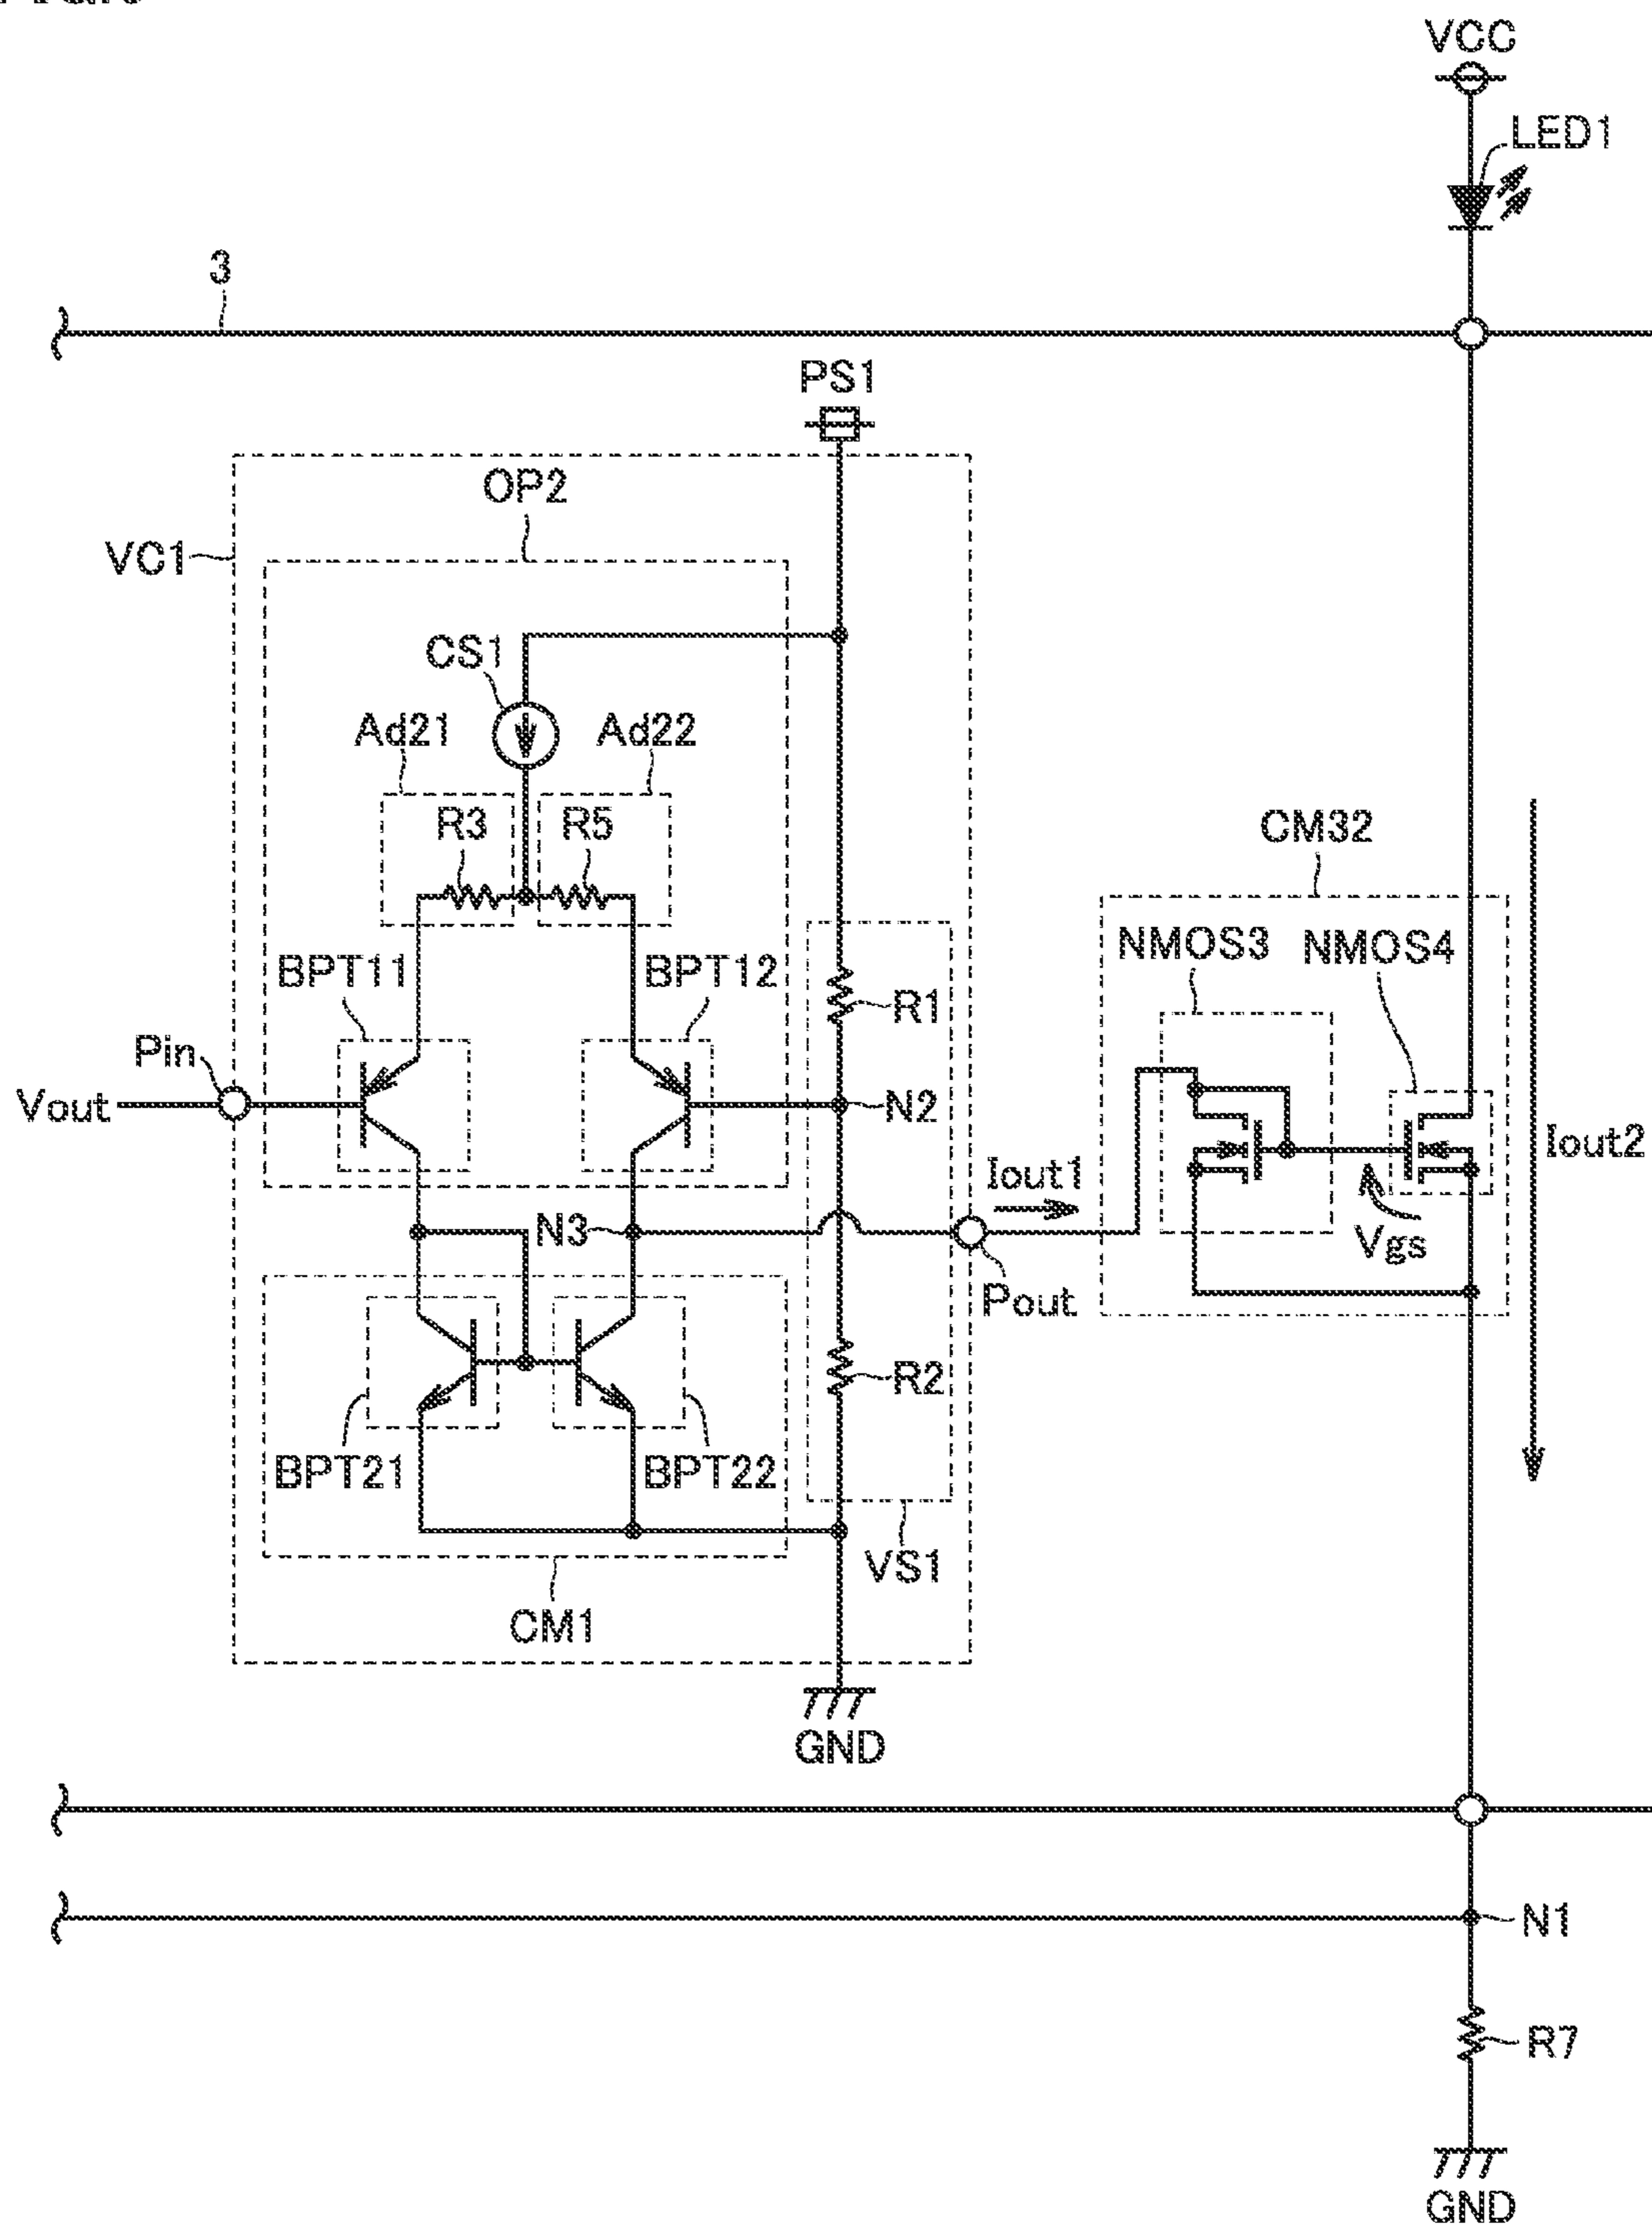 VCC
LED1
3
PS1
OP2
VC1
CS1
Ad21
Ad22
R3
R5
CM32
NMOS3
NMOS4
BPT11
BPT12
R1
Pin
Vout
N2
Iout1
Iout2
N3
Vgs
Pout
R2
BPT21
BPT22
VS1
CM1
GND
N1
R7
GND